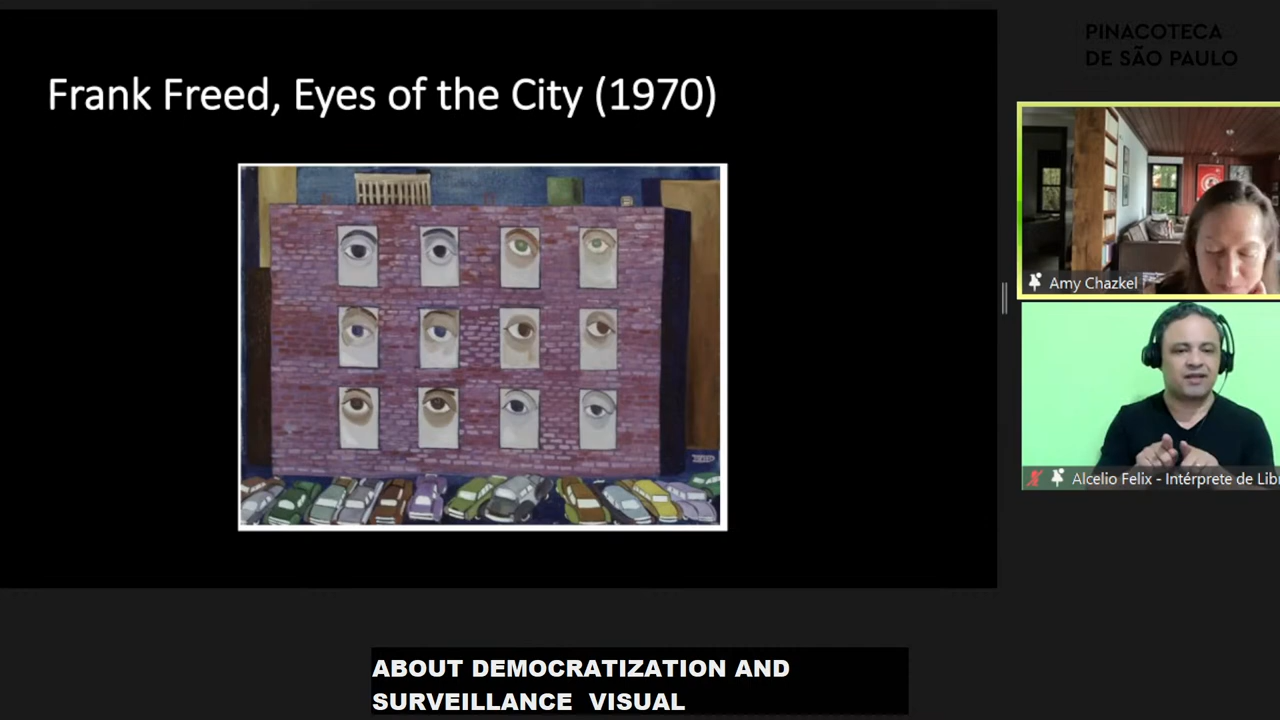 Frank Freed, Eyes of the City (1970)
PINACOTECA
DE SÃO PAULO
Amy Chazkel
Alcelio Felix - Intérprete de Libr
ABOUT DEMOCRATIZATION AND
SURVEILLANCE VISUAL